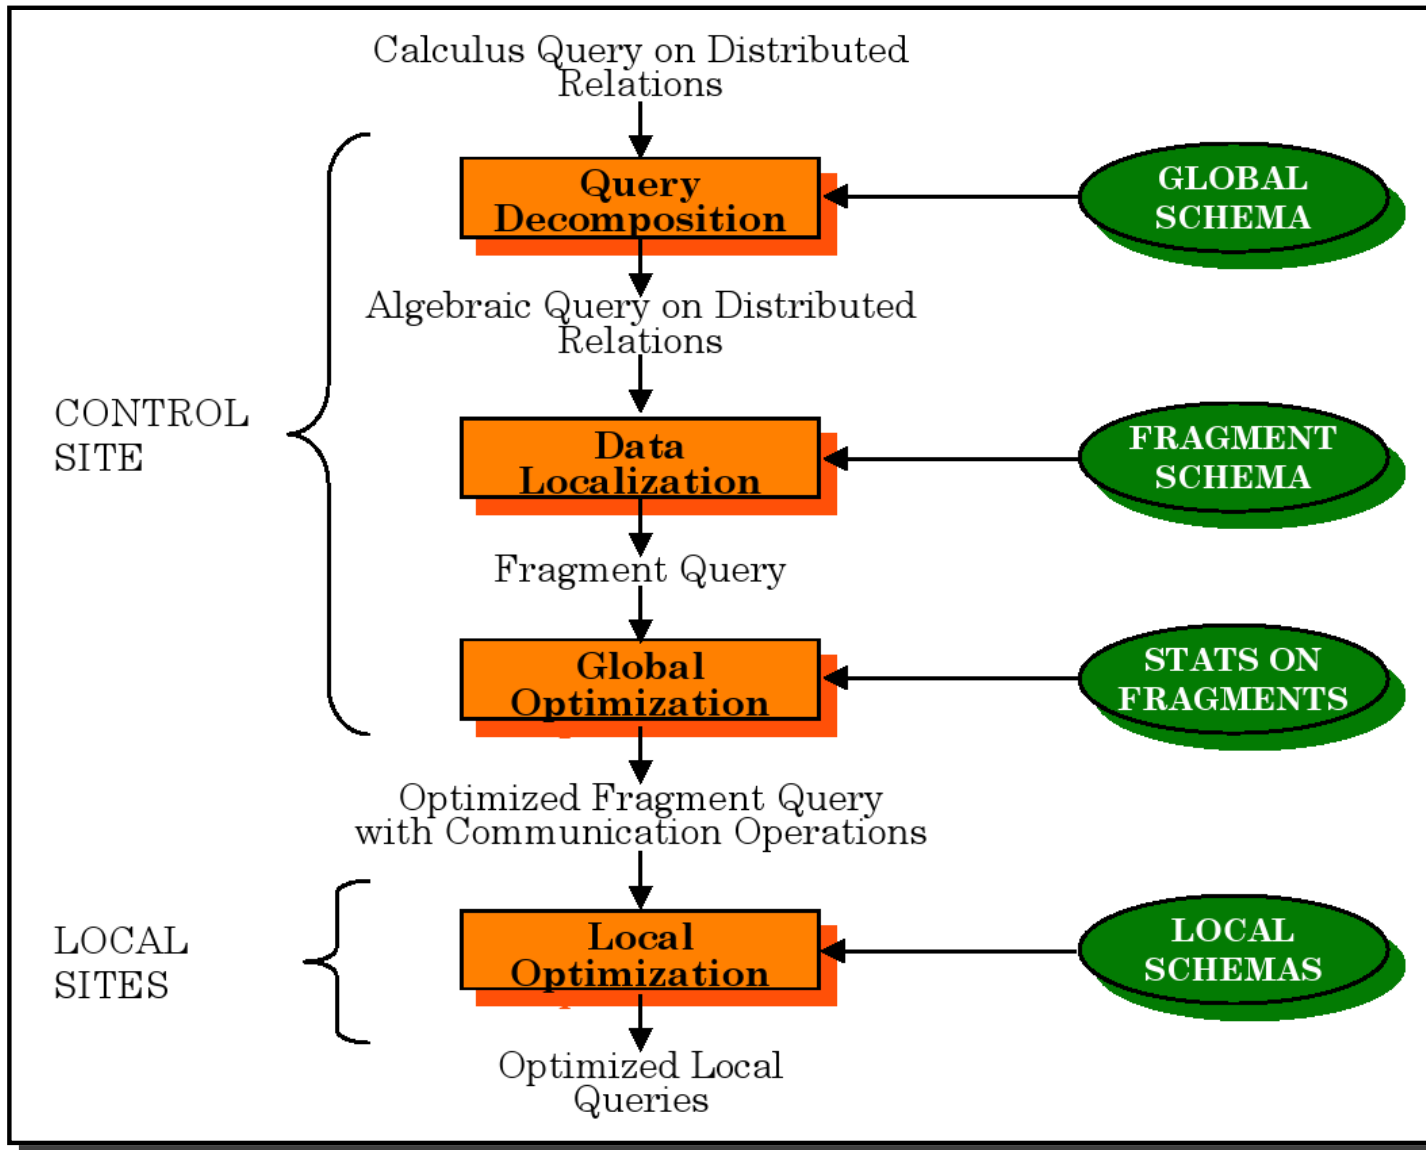 Calculus Query on Distributed
Relations
Query
Decomposition
GLOBAL
SCHEMA
Algebraic Query on Distributed
Relations
CONTROL
SITE
Data
Localization
FRAGMENT
SCHEMA
Fragment Query
Global
Optimization
STATS ON
FRAGMENTS
Optimized Fragment Query
with Communication Operations
LOCAL
SITES
Local
Optimization
LOCAL
SCHEMAS
Optimized Local
Queries